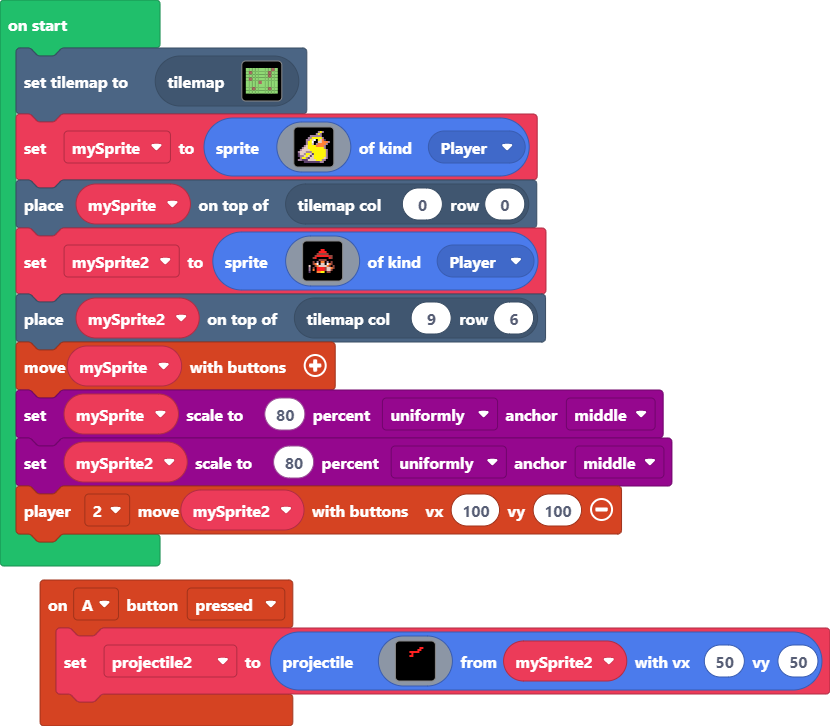 on start
set tilemap to tilemap
set mySprite to sprite of kind Player
place mySprite on top of tilemap col 0 row 0
set mySprite2 to sprite of kind Player
place mySprite2 on top of tilemap col 9 row 6
move mySprite with buttons
set mySprite scale to 80 percent uniformly anchor middle
set mySprite2 scale to 80 percent uniformly anchor middle
player 2 move mySprite2 with buttons vx 100 vy 100
on A button pressed
set projectile2 to projectile from mySprite2 with vx 50 vy 50